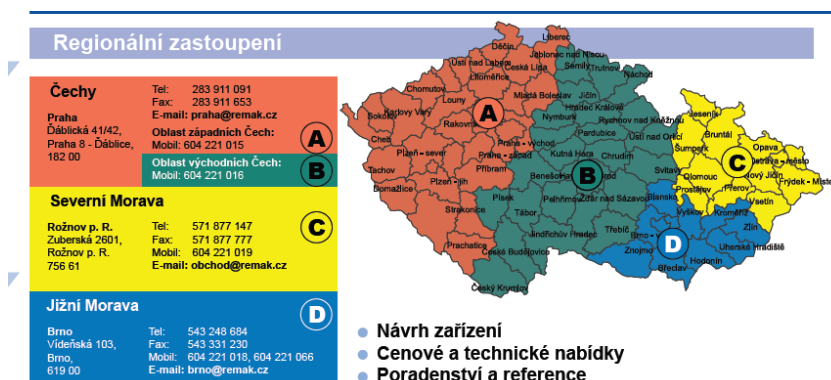 Regionální zastoupení
Čechy
Praha
Ďáblická 41/42,
Praha 8 - Ďáblice,
182 00
Tel: 283 911 091
Fax: 283 911 653
E-mail: praha@remak.cz
Oblast západních Čech:
Mobil: 604 221 015
A
Oblast východních Čech:
Mobil: 604 221 016
B
Severní Morava
Rožnov p. R.
Zuberská 2601,
Rožnov p. R.
756 61
Tel: 571 877 147
Fax: 571 877 777
Mobil: 604 221 019
E-mail: obchod@remak.cz
C
Jižní Morava
Brno
Vídeňská 103,
Brno,
619 00
Tel: 543 248 684
Fax: 543 331 230
Mobil: 604 221 018, 604 221 066
E-mail: brno@remak.cz
D
Liberec
Děčín
Jablonec nad Nisou
Ústí nad Labem
Česká Lípa
Semily
Trutnov
Litoměřice
Náchod
Chomutov
Louny
Mladá Boleslav
Jičín
Karlovy Vary
Sokolov
Hradec Králové
Nymburk
Rychnov nad Kněžnou
Jeseník
Rakovník
A
Cheb
Praha - východ
Pardubice
Ústí nad Orlicí
Bruntál
Šumperk
Opava
Plzeň - sever
Praha - západ
Kutná Hora
Chrudim
Ostrava - město
C
Tachov
Příbram
Svitavy
Benešov
B
Olomouc
Nový Jičín
Frýdek - Místek
Plzeň - jih
Domažlice
Prostějov
Přerov
Písek
Pelhřimov
Žďár nad Sázavou
Blansko
Vsetín
Strakonice
Tábor
Vyškov
Kroměříž
Zlín
Prachatice
Jindřichův Hradec
Třebíč
Brno -
D
Uherské Hradiště
České Budějovice
Znojmo
Hodonín
Břeclav
Český Krumlov
Návrh zařízení
Cenové a technické nabídky
Poradenství a reference